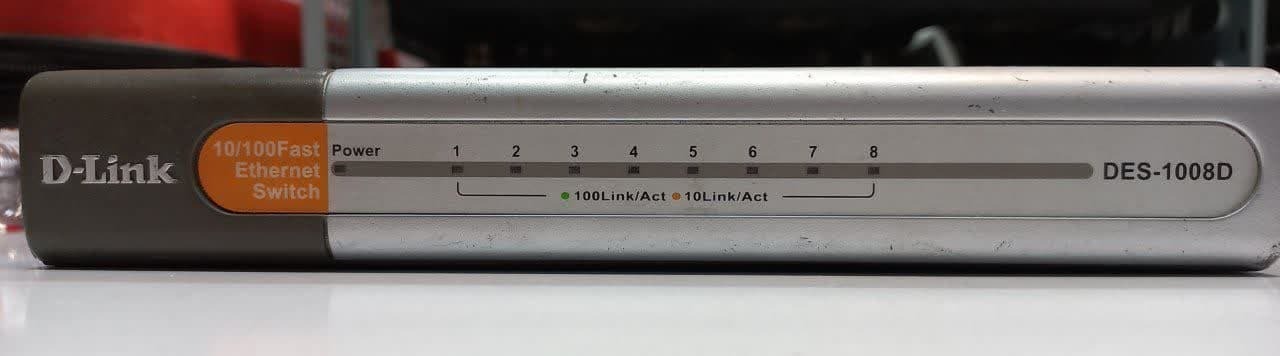 D-Link
10/100Fast
Ethernet
Switch
Power 1 2 3 4 5 6 7 8
100Link/Act 10Link/Act
DES-1008D